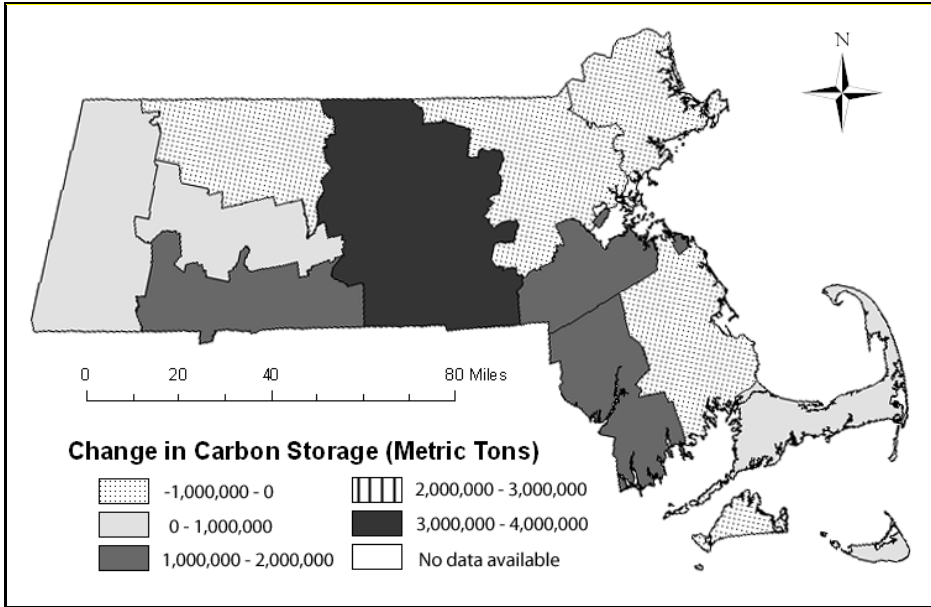 N
0 20 40 80 Miles
Change in Carbon Storage (Metric Tons)
-1,000,000 - 0
2,000,000 - 3,000,000
0 - 1,000,000
3,000,000 - 4,000,000
1,000,000 - 2,000,000
No data available